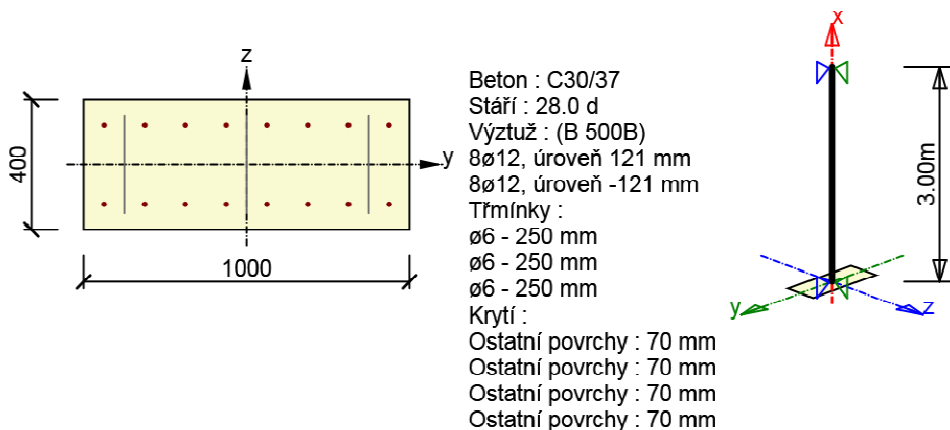 z
y
400
1000
Beton : C30/37
Stáří : 28.0 d
Výztuž : (B 500B)
8ø12, úroveň 121 mm
8ø12, úroveň -121 mm
Třmínky :
ø6 - 250 mm
ø6 - 250 mm
ø6 - 250 mm
Krytí :
Ostatní povrchy : 70 mm
Ostatní povrchy : 70 mm
Ostatní povrchy : 70 mm
Ostatní povrchy : 70 mm
x
3.00m
y
z